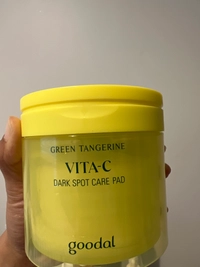 GREEN TANGERINE
VITA-C
DARK SPOT CARE PAD
goodal